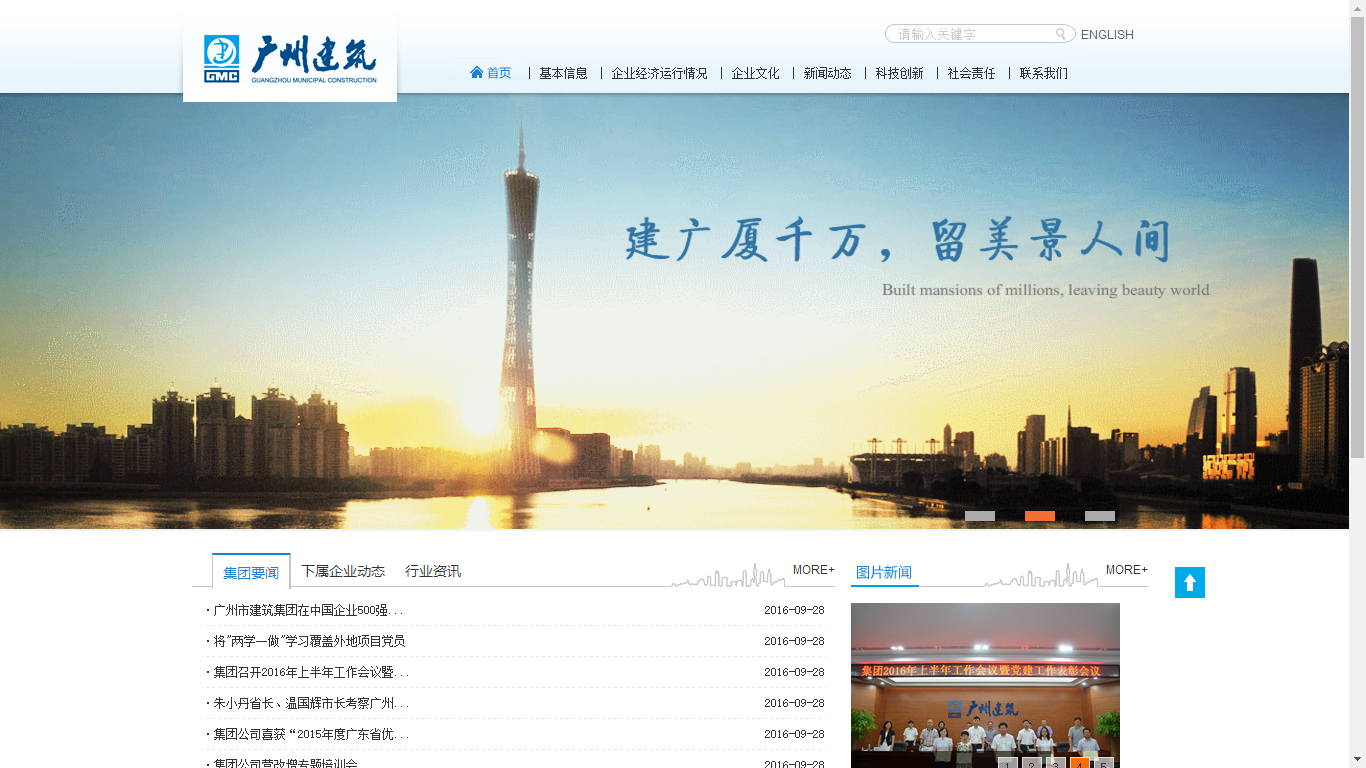 GMC 广州建筑
GUANGZHOU MUNICIPAL CONSTRUCTION
请输入关键字 ENGLISH
首页 | 基本信息 | 企业经济运行情况 | 企业文化 | 新闻动态 | 科技创新 | 社会责任 | 联系我们
建广厦千万，留美景人间
Built mansions of millions, leaving beauty world
集团要闻 下属企业动态 行业资讯 MORE+
· 广州市建筑集团在中国企业500强... 2016-09-28
· 将"两学一做"学习覆盖外地项目党员 2016-09-28
· 集团召开2016年上半年工作会议暨... 2016-09-28
· 朱小丹省长、温国辉市长考察广州... 2016-09-28
· 集团公司喜获“2015年度广东省优... 2016-09-28
· 集团公司营改增专题培训会 2016-09-28
图片新闻 MORE+
集团2016年上半年工作会议暨党建工作表彰会议
广州建筑
1 2 3 4 5